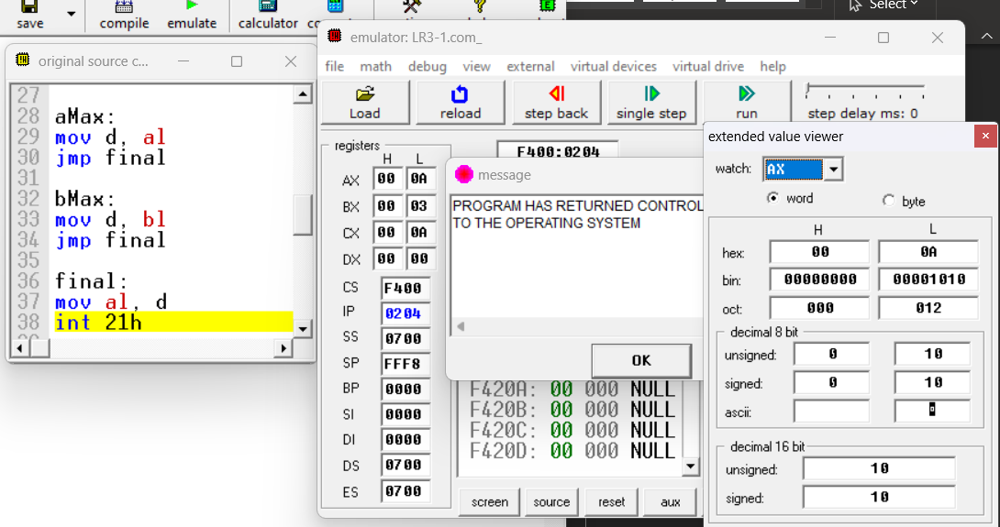 save
compile
emulate
calculator
Select
original source c...
27
28 aMax:
29 mov d, al
30 jmp final
31
32 bMax:
33 mov d, bl
34 jmp final
35
36 final:
37 mov al, d
38 int 21h
emulator: LR3-1.com_
file math debug view external virtual devices virtual drive help
Load reload step back single step run step delay ms: 0
registers
H L
AX 00 0A
BX 00 03
CX 00 0A
DX 00 00
CS F400
IP 0204
SS 0700
SP FFF8
BP 0000
SI 0000
DI 0000
DS 0700
ES 0700
F400:0204
message
PROGRAM HAS RETURNED CONTROL
TO THE OPERATING SYSTEM
OK
F420A: 00 000 NULL
F420B: 00 000 NULL
F420C: 00 000 NULL
F420D: 00 000 NULL
screen source reset aux
extended value viewer
watch: AX
word byte
H L
hex: 00 0A
bin: 00000000 00001010
oct: 000 012
decimal 8 bit
unsigned: 0 10
signed: 0 10
ascii:
decimal 16 bit
unsigned: 10
signed: 10